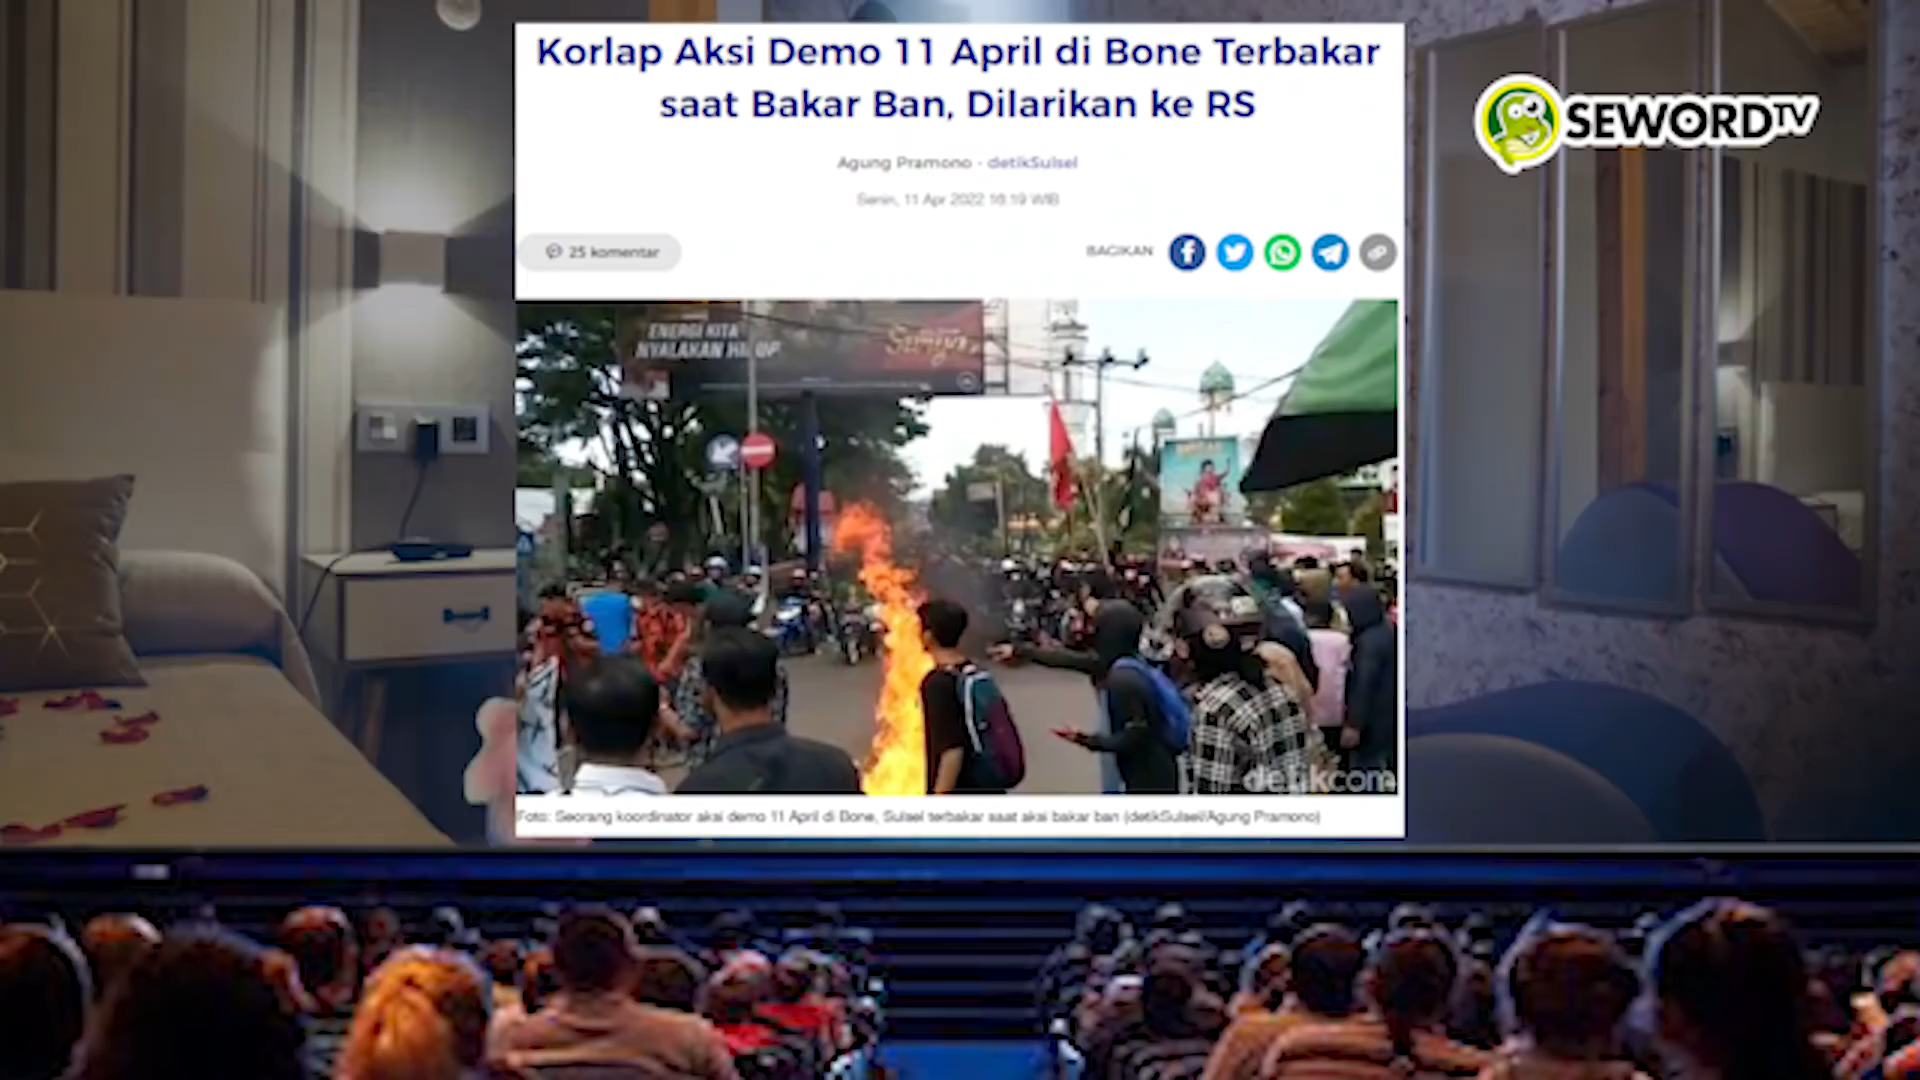 Korlap Aksi Demo 11 April di Bone Terbakar
saat Bakar Ban, Dilarikan ke RS
SEWORDTV
Agung Pramono - detikSulsel
Senin, 11 Apr 2022 16:19 WIB
25 komentar
BAGIKAN
ENERGI KITA
NYALAKAN HIDUP
Surya
detikcom
Foto: Seorang koordinator aksi demo 11 April di Bone, Sulsel terbakar saat aksi bakar ban (detikSulsel/Agung Pramono)